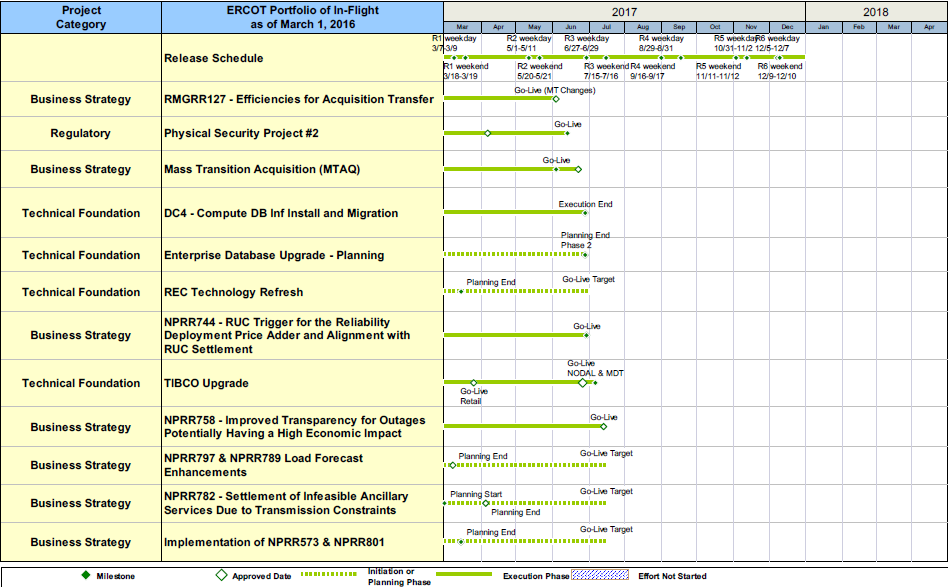 Project
Category
ERCOT Portfolio of In-Flight
as of March 1, 2016
2017
2018
Mar Apr May Jun Jul Aug Sep Oct Nov Dec Jan Feb Mar Apr
Release Schedule
R1 weekday R2 weekday R3 weekday R4 weekday R5 weekday R6 weekday
3/7-3/9 5/1-5/11 6/27-6/29 8/29-8/31 10/31-11/2 12/5-12/7
R1 weekend R2 weekend R3 weekend R4 weekend R5 weekend R6 weekend
3/18-3/19 5/20-5/21 7/15-7/16 9/16-9/17 11/11-11/12 12/9-12/10
Business Strategy
RMGRR127 - Efficiencies for Acquisition Transfer
Go-Live (MT Changes)
Regulatory
Physical Security Project #2
Go-Live
Business Strategy
Mass Transition Acquisition (MTAQ)
Go-Live
Technical Foundation
DC4 - Compute DB Inf Install and Migration
Execution End
Technical Foundation
Enterprise Database Upgrade - Planning
Planning End
Phase 2
Technical Foundation
REC Technology Refresh
Planning End
Go-Live Target
Business Strategy
NPRR744 - RUC Trigger for the Reliability
Deployment Price Adder and Alignment with
RUC Settlement
Go-Live
Technical Foundation
TIBCO Upgrade
Go-Live
NODAL & MDT
Go-Live
Retail
Business Strategy
NPRR758 - Improved Transparency for Outages
Potentially Having a High Economic Impact
Go-Live
Business Strategy
NPRR797 & NPRR789 Load Forecast
Enhancements
Planning End
Go-Live Target
Business Strategy
NPRR782 - Settlement of Infeasible Ancillary
Services Due to Transmission Constraints
Planning Start
Go-Live Target
Planning End
Business Strategy
Implementation of NPRR573 & NPRR801
Planning End
Go-Live Target
Milestone
Approved Date
Initiation or
Planning Phase
Execution Phase
Effort Not Started